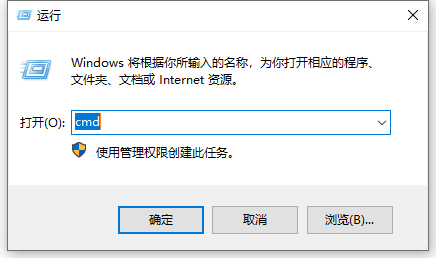 运行
Windows 将根据你所输入的名称，为你打开相应的程序、
文件夹、文档或 Internet 资源。
打开(O): cmd
使用管理权限创建此任务。
确定 取消 浏览(B)...